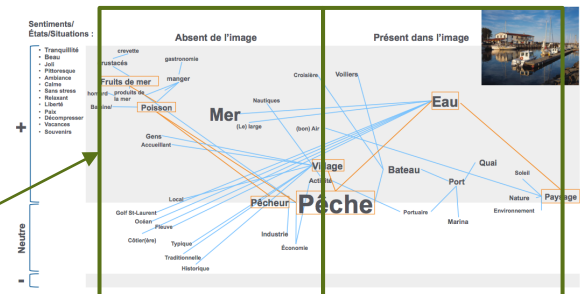 Sentiments/
États/Situations :
Absent de l'image
Présent dans l'image
• Tranquillité
• Beau
• Joli
• Pittoresque
• Ambiance
• Calme
• Sans stress
• Relaxant
• Liberté
• Paix
• Décompresser
• Vacances
• Souvenirs
+
Neutre
-
crevette
rustacés
gastronomie
Fruits de mer
manger
produits de
la mer
Poisson
Mer
Nautiques
(Le) large
(bon) Air
Croisière
Voiliers
Eau
Gens
Accueillant
Village
Activité
Bateau
Quai
Port
Soleil
Nature
Paysage
Environnement
Local
Pêcheur
Pêche
Golf St-Laurent
Océan
Fleuve
Côtier(ère)
Typique
Traditionnelle
Historique
Industrie
Économie
Portuaire
Marina